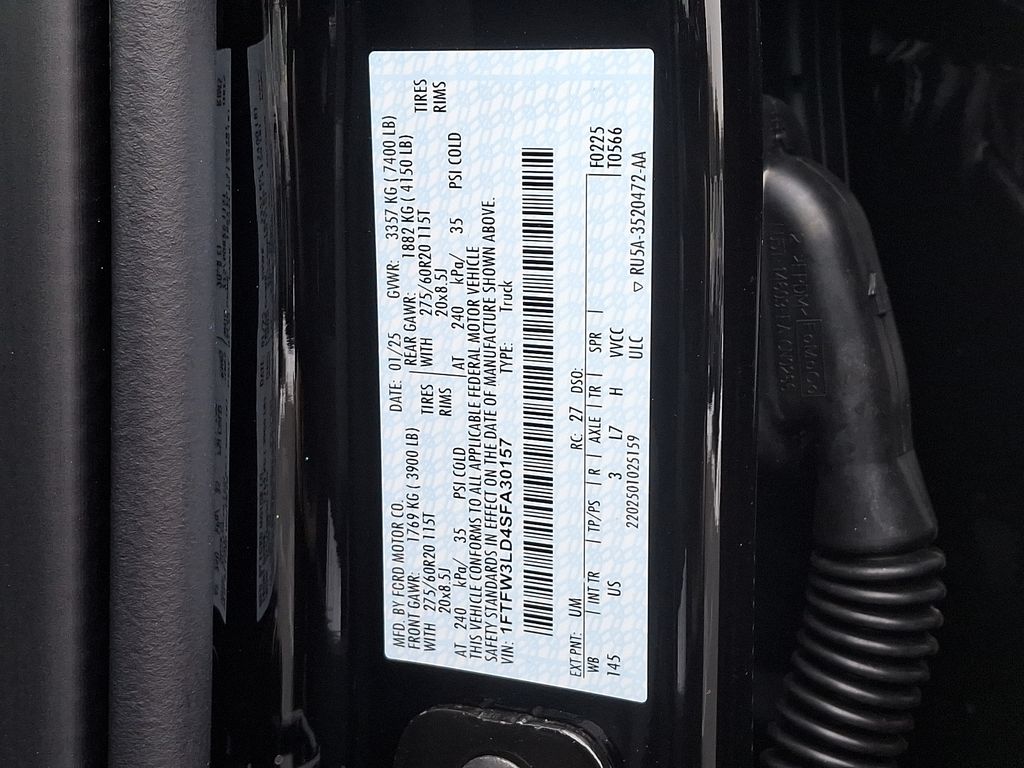 MFD. BY FORD MOTOR CO. DATE: 01/25 GVWR: 3357 KG ( 7400 LB)
FRONT GAWR: 1769 KG ( 3900 LB) REAR GAWR: 1882 KG ( 4150 LB)
WITH 275/60R20 115T TIRES WITH 275/60R20 115T TIRES
20x8.5J RIMS 20x8.5J RIMS
AT 240 kPa/ 35 PSI COLD AT 240 kPa/ 35 PSI COLD
THIS VEHICLE CONFORMS TO ALL APPLICABLE FEDERAL MOTOR VEHICLE
SAFETY STANDARDS IN EFFECT ON THE DATE OF MANUFACTURE SHOWN ABOVE.
VIN: 1FTFW3LD4SFA30157 TYPE: Truck
EXT PNT: UM RC: 27 DSO: F0225
WB | INT TR | TP/PS | R | AXLE | TR | SPR | T0566
145 US 3 L7 H VVCC
ULC
2202501025159 ▽ RU5A-3520472-AA